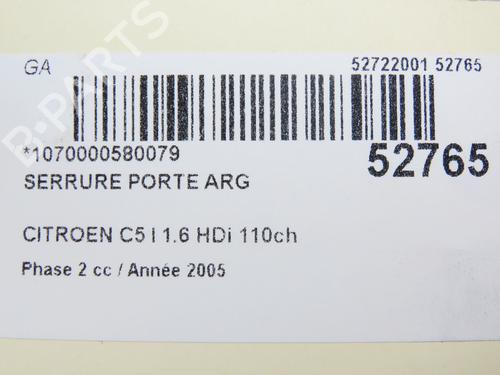 GA
52722001 52765
*1070000580079
52765
SERRURE PORTE ARG
CITROEN C5 I 1.6 HDi 110ch
Phase 2 cc / Année 2005
B-PARTS